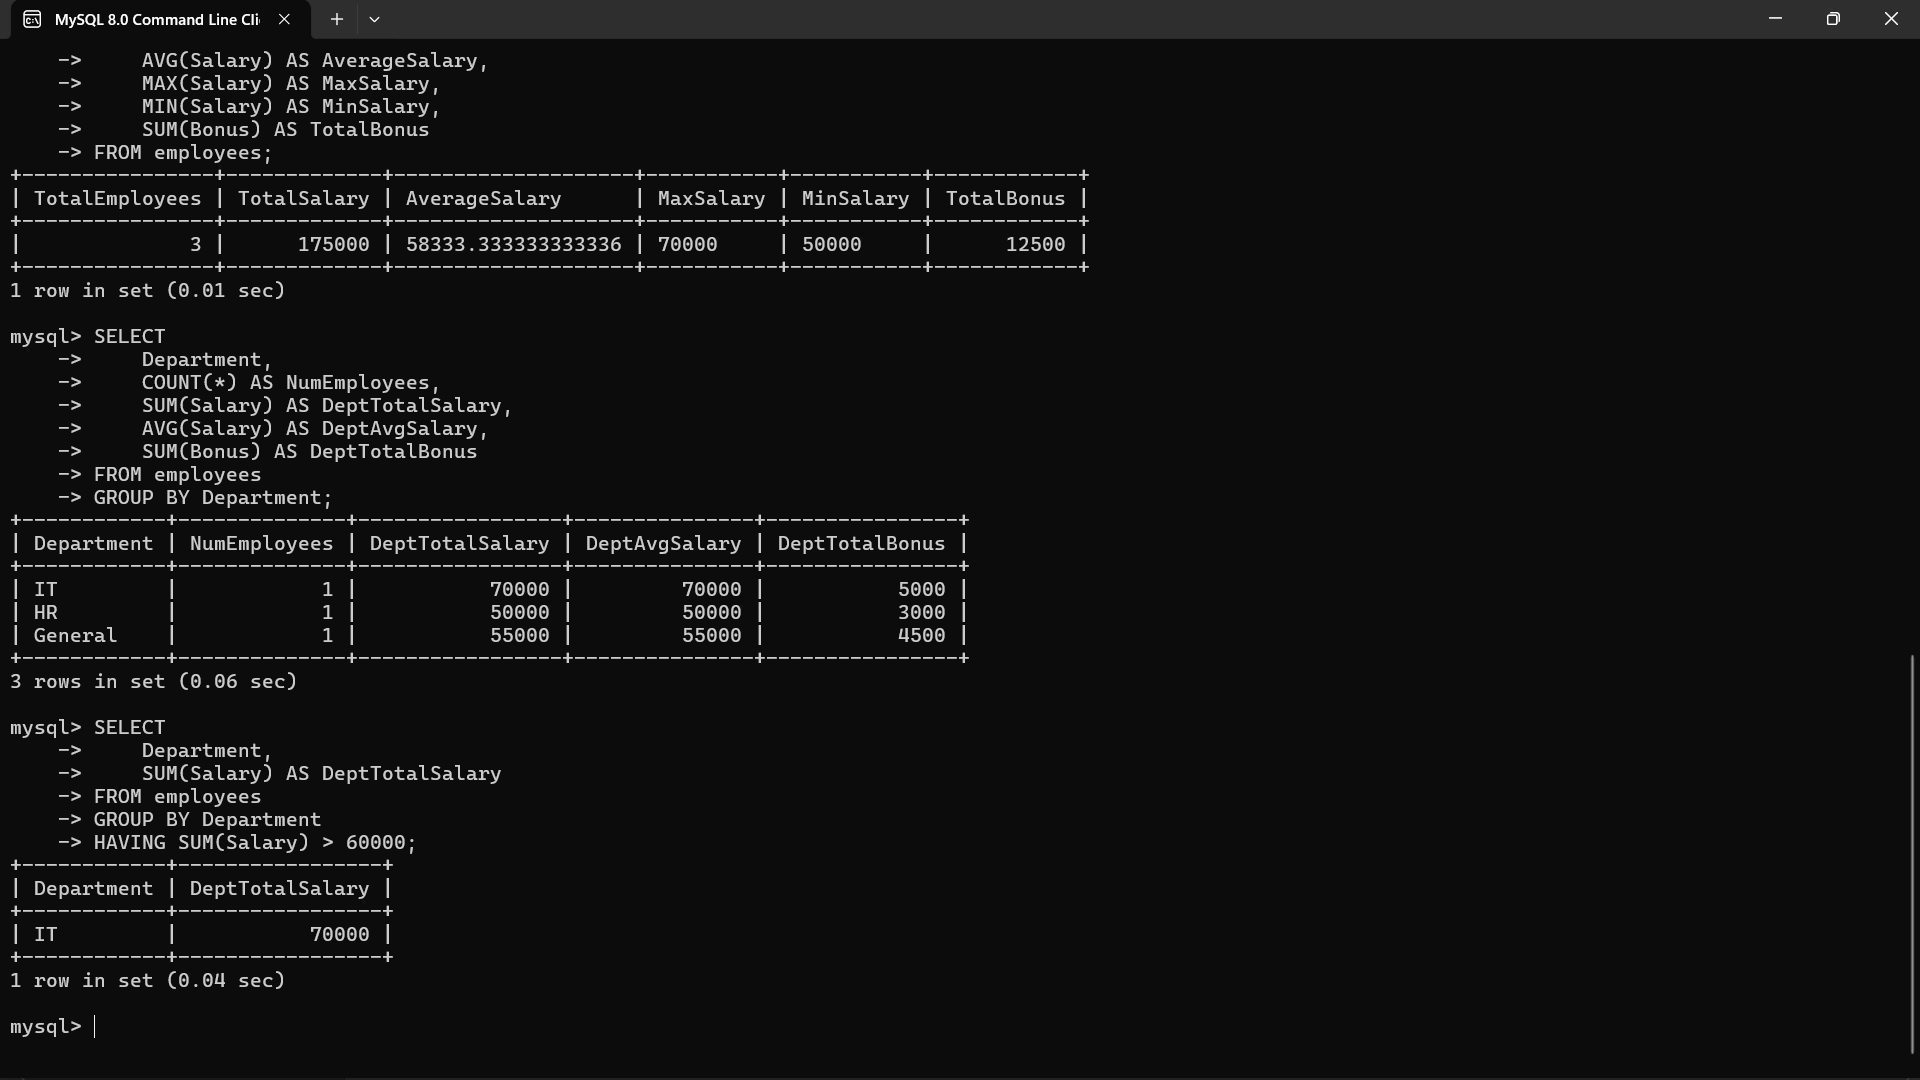 MySQL 8.0 Command Line Cli
    ->     AVG(Salary) AS AverageSalary,
    ->     MAX(Salary) AS MaxSalary,
    ->     MIN(Salary) AS MinSalary,
    ->     SUM(Bonus) AS TotalBonus
    -> FROM employees;
+----------------+-------------+--------------------+-----------+-----------+------------+
| TotalEmployees | TotalSalary | AverageSalary      | MaxSalary | MinSalary | TotalBonus |
+----------------+-------------+--------------------+-----------+-----------+------------+
|              3 |      175000 | 58333.333333333336 | 70000     | 50000     |      12500 |
+----------------+-------------+--------------------+-----------+-----------+------------+
1 row in set (0.01 sec)

mysql> SELECT
    ->     Department,
    ->     COUNT(*) AS NumEmployees,
    ->     SUM(Salary) AS DeptTotalSalary,
    ->     AVG(Salary) AS DeptAvgSalary,
    ->     SUM(Bonus) AS DeptTotalBonus
    -> FROM employees
    -> GROUP BY Department;
+------------+--------------+-----------------+---------------+----------------+
| Department | NumEmployees | DeptTotalSalary | DeptAvgSalary | DeptTotalBonus |
+------------+--------------+-----------------+---------------+----------------+
| IT         |            1 |           70000 |         70000 |           5000 |
| HR         |            1 |           50000 |         50000 |           3000 |
| General    |            1 |           55000 |         55000 |           4500 |
+------------+--------------+-----------------+---------------+----------------+
3 rows in set (0.06 sec)

mysql> SELECT
    ->     Department,
    ->     SUM(Salary) AS DeptTotalSalary
    -> FROM employees
    -> GROUP BY Department
    -> HAVING SUM(Salary) > 60000;
+------------+-----------------+
| Department | DeptTotalSalary |
+------------+-----------------+
| IT         |           70000 |
+------------+-----------------+
1 row in set (0.04 sec)

mysql>